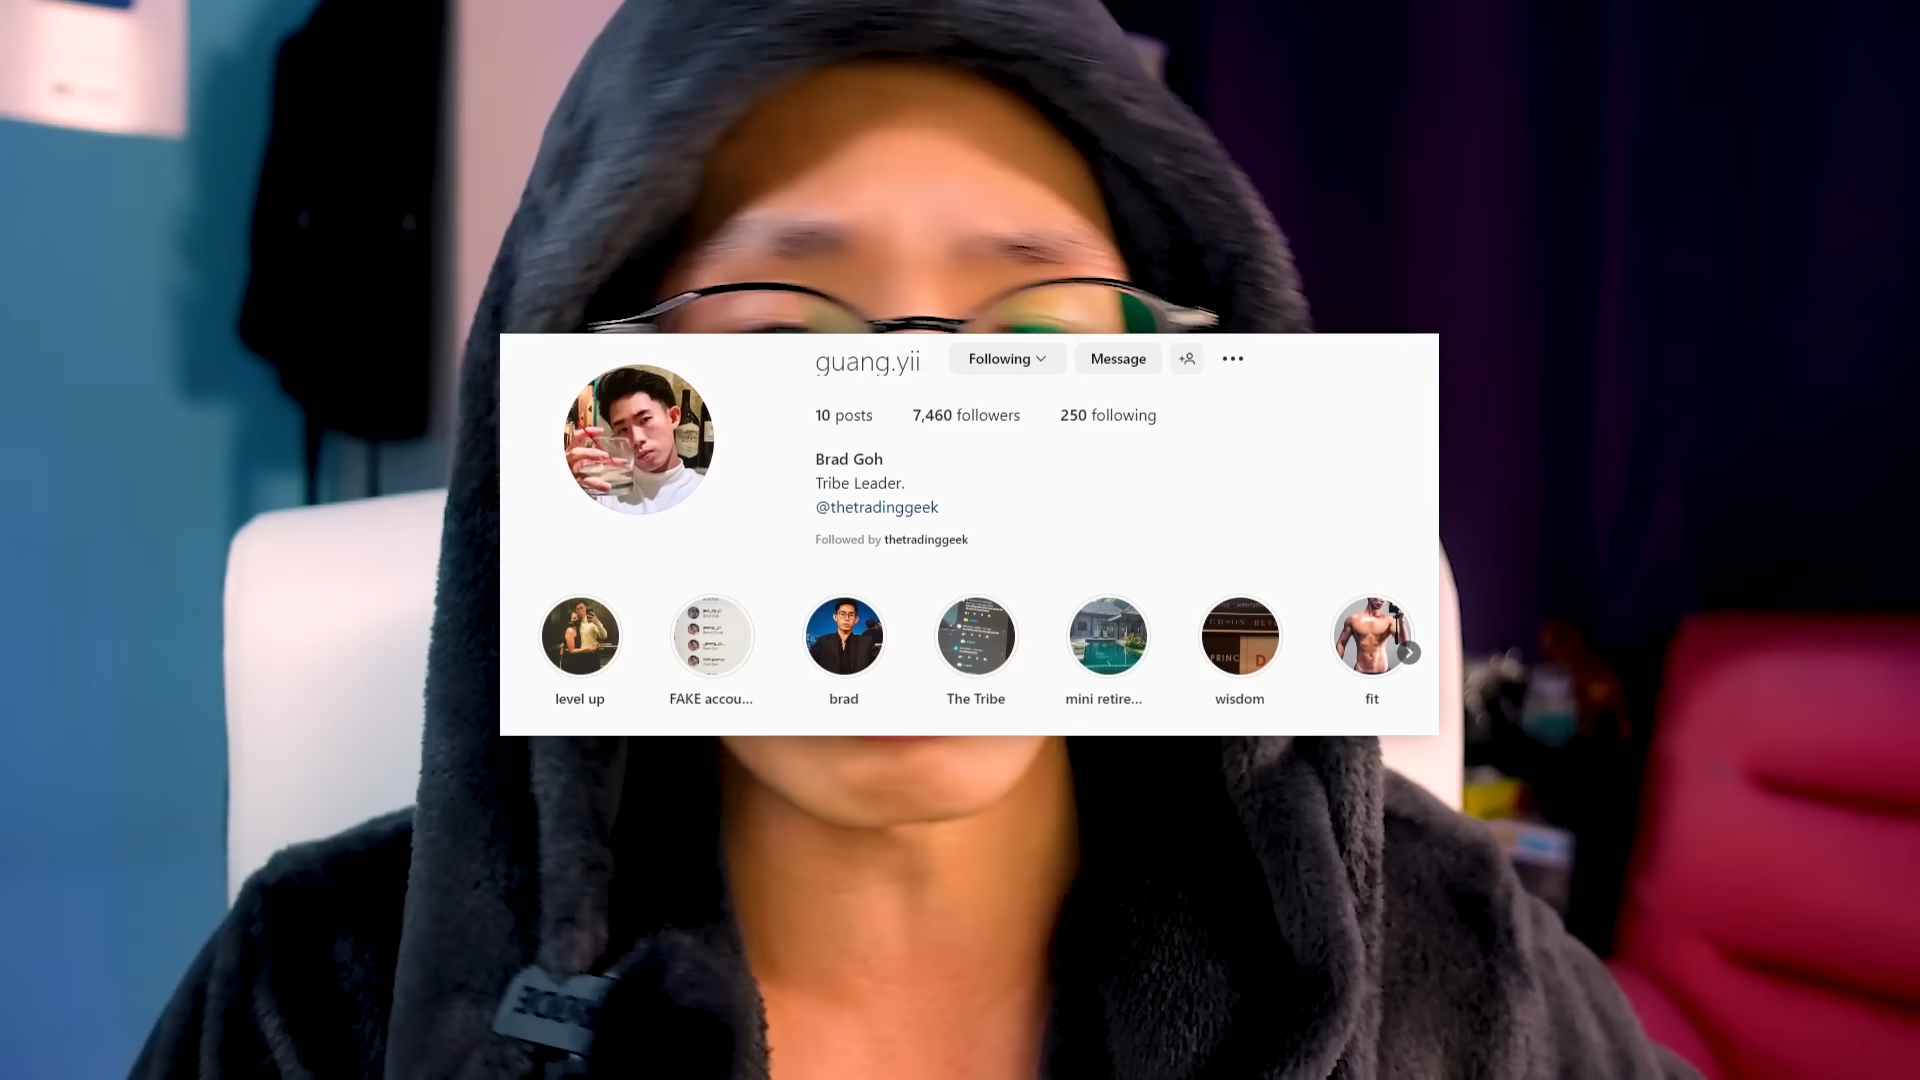 guang.yii
Following
Message
10 posts
7,460 followers
250 following
Brad Goh
Tribe Leader.
@thetradinggeek
Followed by thetradinggeek
level up
FAKE accou...
brad
The Tribe
mini retire...
wisdom
fit